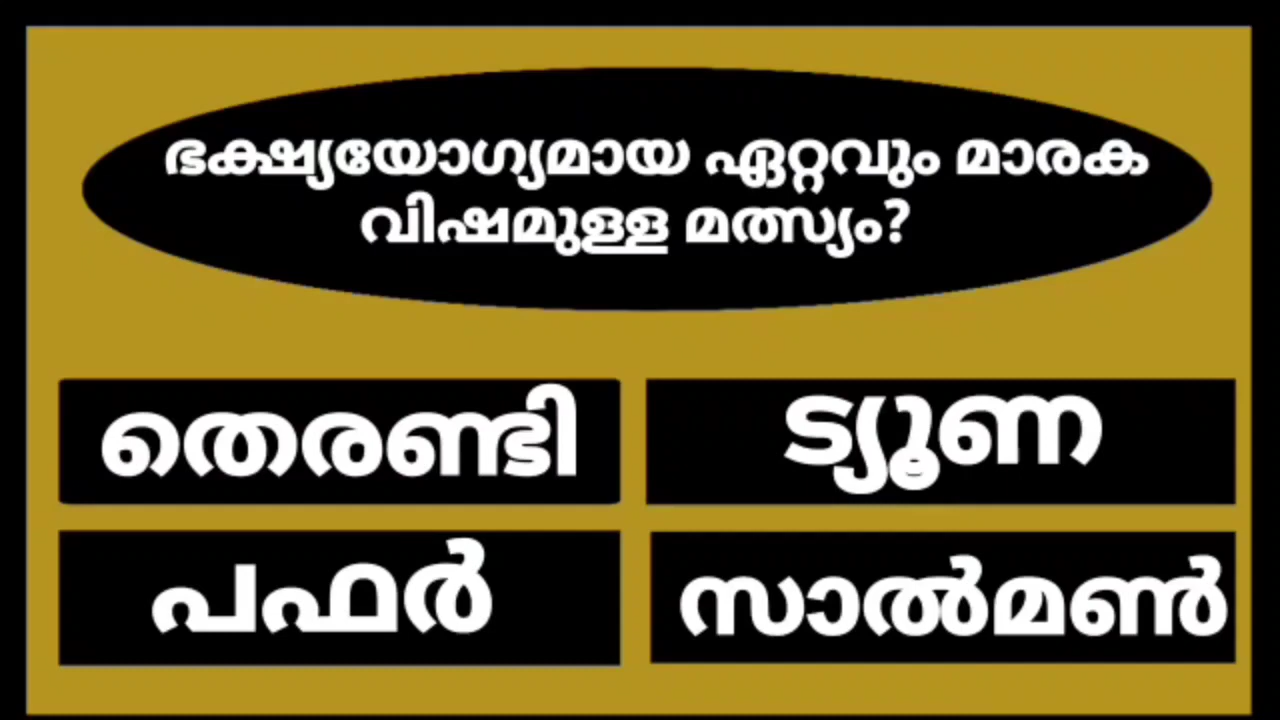 ഭക്ഷ്യയോഗ്യമായ ഏറ്റവും മാരക
വിഷമുള്ള മത്സ്യം?
തെരണ്ടി
ട്യൂണ
പഫർ
സാൽമൺ